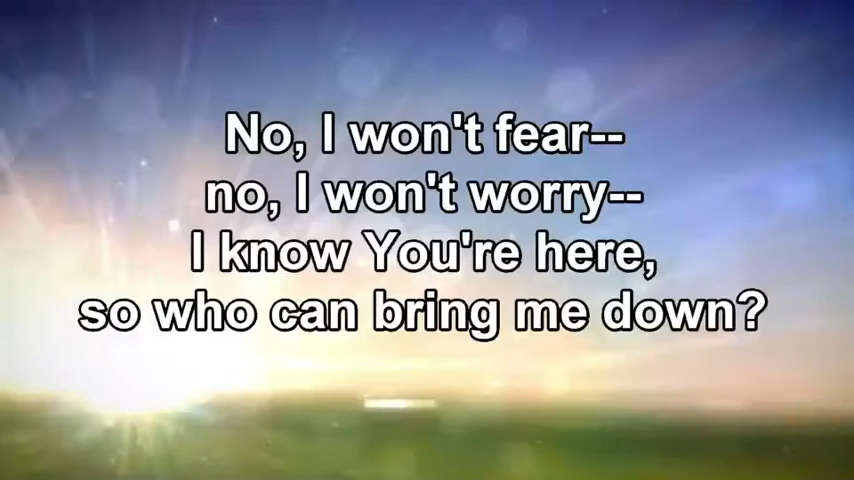 No, I won't fear--
no, I won't worry--
I know You're here,
so who can bring me down?